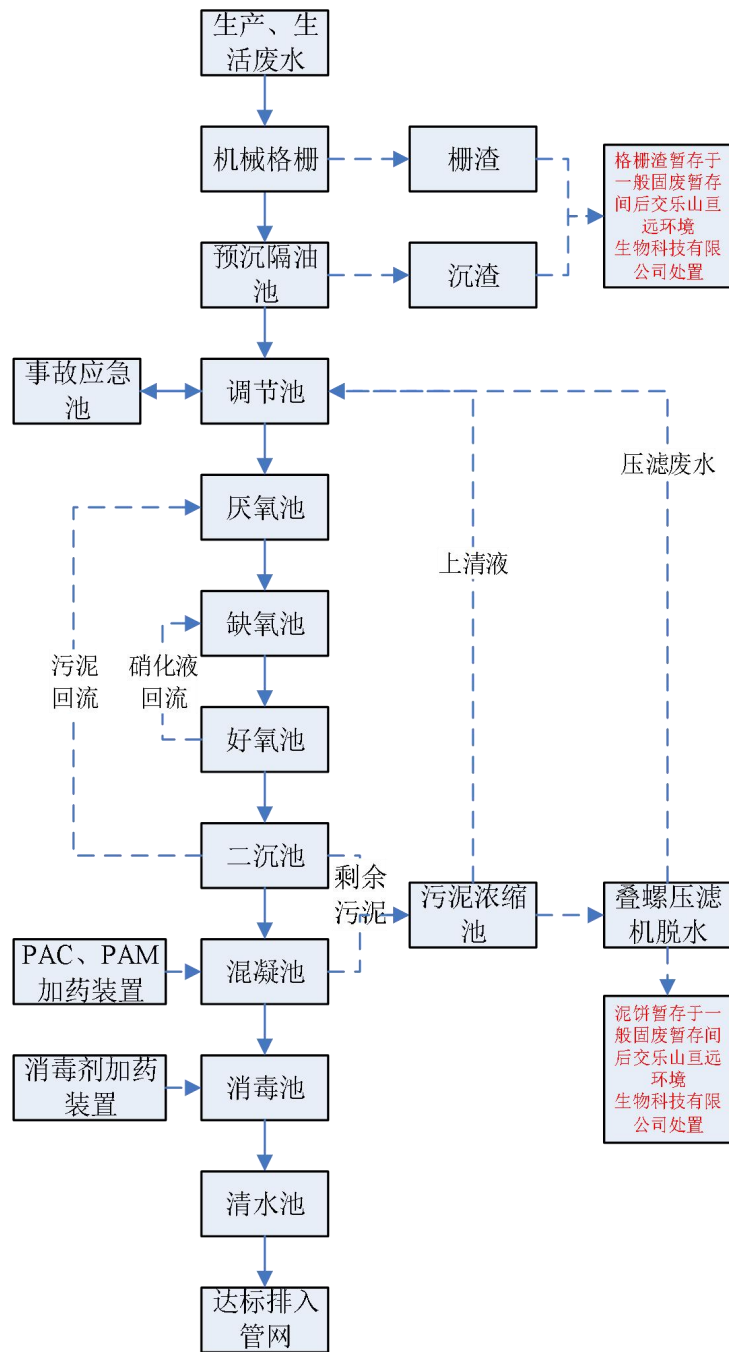 生产、生
活废水
机械格栅
栅渣
格栅渣暂存于
一般固废暂存
间后交乐山亘
远环境
生物科技有限
公司处置
预沉隔油
池
沉渣
事故应急
池
调节池
压滤废水
厌氧池
上清液
缺氧池
污泥
回流
硝化液
回流
好氧池
二沉池
剩余
污泥
污泥浓缩
池
叠螺压滤
机脱水
PAC、PAM
加药装置
混凝池
泥饼暂存于一
般固废暂存间
后交乐山亘远
环境
生物科技有限
公司处置
消毒剂加药
装置
消毒池
清水池
达标排入
管网